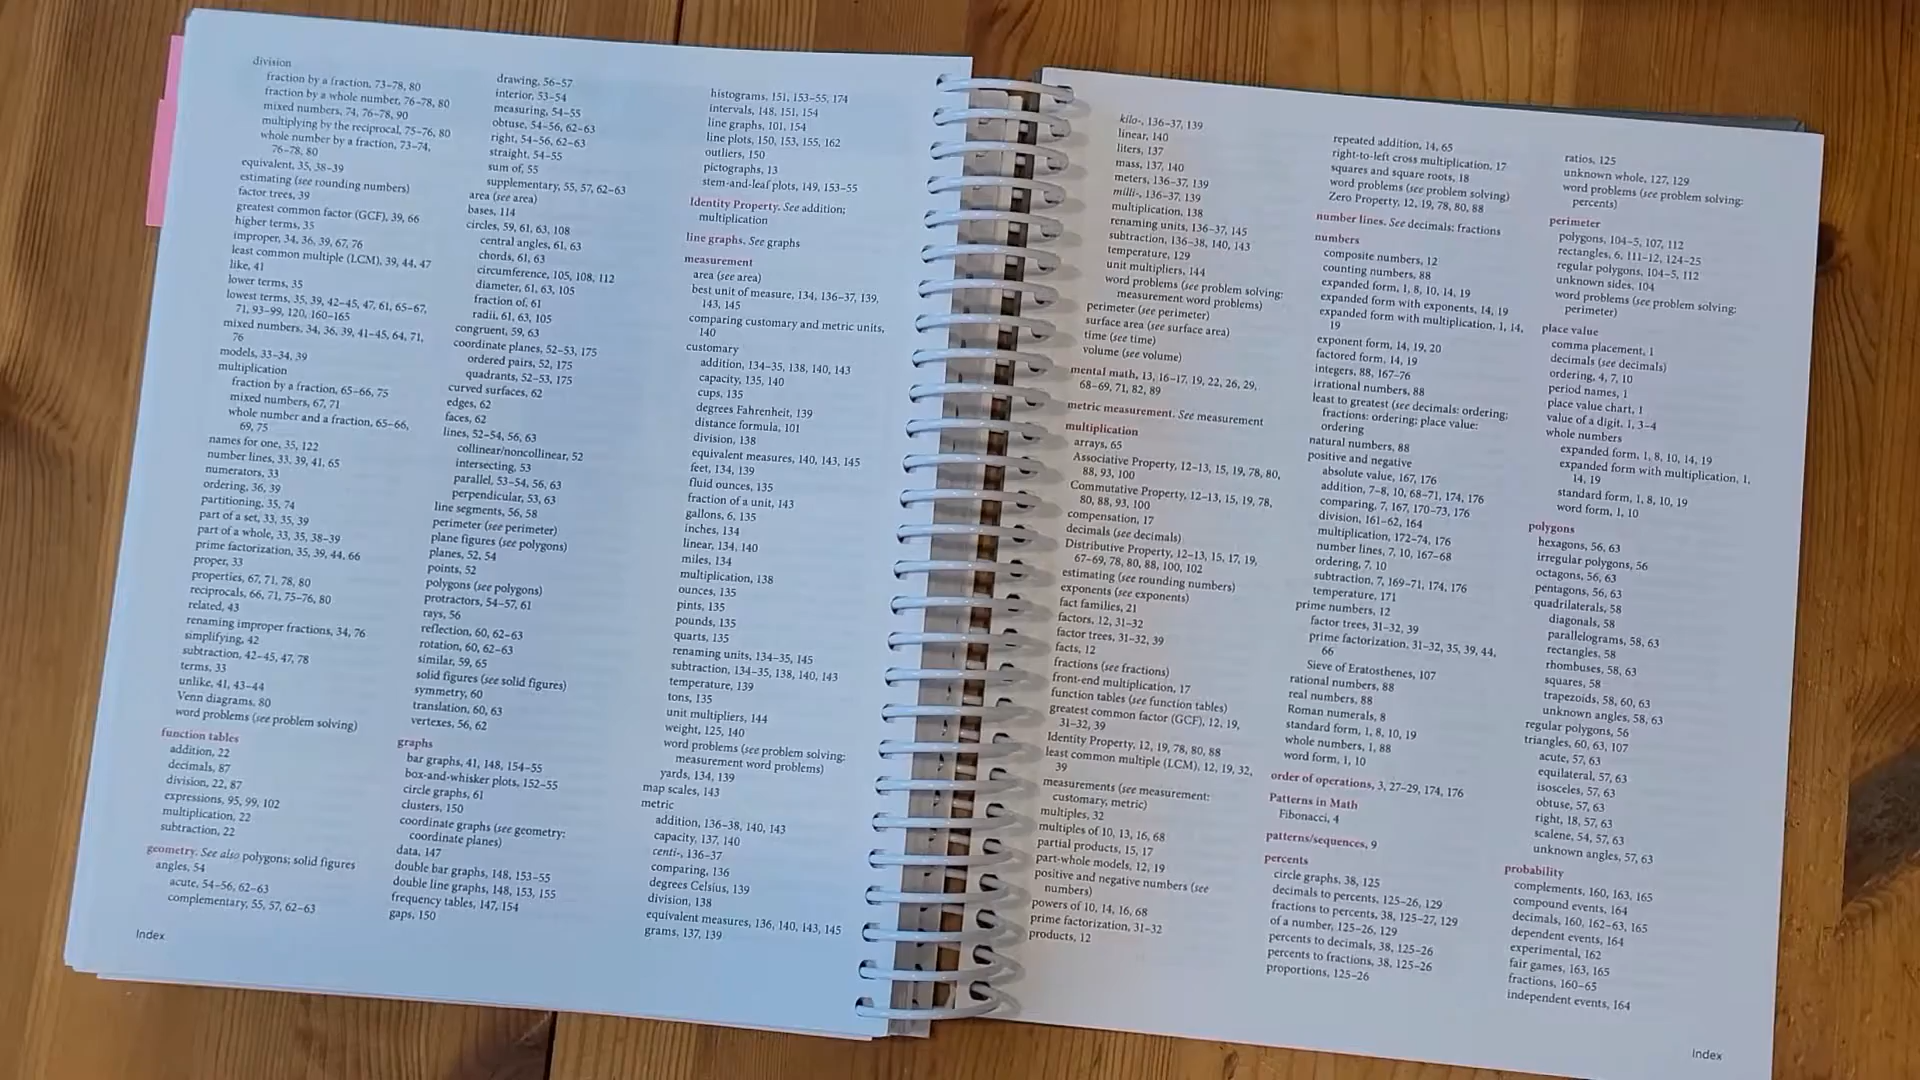 division
fraction by a fraction, 73–78, 80
fraction by a whole number, 76–78, 80
mixed numbers, 74, 76–78, 90
multiplying by the reciprocal, 75–76, 80
whole number by a fraction, 73–74,
76–78, 80
equivalent, 35, 38–39
estimating (see rounding numbers)
factor trees, 39
greatest common factor (GCF), 39, 66
higher terms, 35
improper, 34, 36, 39, 67, 76
least common multiple (LCM), 39, 44, 47
like, 41
lower terms, 35
lowest terms, 35, 39, 42–45, 47, 61, 65–67,
71, 93–99, 120, 160–165
mixed numbers, 34, 36, 39, 41–45, 64, 71,
76
models, 33–34, 39
multiplication
fraction by a fraction, 65–66, 75
mixed numbers, 67, 71
whole number and a fraction, 65–66,
69, 75
names for one, 35, 122
number lines, 33, 39, 41, 65
numerators, 33
ordering, 36, 39
partitioning, 35, 74
part of a set, 33, 35, 39
part of a whole, 33, 35, 38–39
prime factorization, 35, 39, 44, 66
proper, 33
properties, 67, 71, 78, 80
reciprocals, 66, 71, 75–76, 80
related, 43
renaming improper fractions, 34, 76
simplifying, 42
subtraction, 42–45, 47, 78
terms, 33
unlike, 41, 43–44
Venn diagrams, 80
word problems (see problem solving)
function tables
addition, 22
decimals, 87
division, 22, 87
expressions, 95, 99, 102
multiplication, 22
subtraction, 22
geometry. See also polygons; solid figures
angles, 54
acute, 54–56, 62–63
complementary, 55, 57, 62–63
Index
drawing, 56–57
interior, 53–54
measuring, 54–55
obtuse, 54–56, 62–63
right, 54–56, 62–63
straight, 54–55
sum of, 55
supplementary, 55, 57, 62–63
area (see area)
bases, 114
circles, 59, 61, 63, 108
central angles, 61, 63
chords, 61, 63
circumference, 105, 108, 112
diameter, 61, 63, 105
fraction of, 61
radii, 61, 63, 105
congruent, 59, 63
coordinate planes, 52–53, 175
ordered pairs, 52, 175
quadrants, 52–53, 175
curved surfaces, 62
edges, 62
faces, 62
lines, 52–54, 56, 63
collinear/noncollinear, 52
intersecting, 53
parallel, 53–54, 56, 63
perpendicular, 53, 63
line segments, 56, 58
perimeter (see perimeter)
plane figures (see polygons)
planes, 52, 54
points, 52
polygons (see polygons)
protractors, 54–57, 61
rays, 56
reflection, 60, 62–63
rotation, 60, 62–63
similar, 59, 65
solid figures (see solid figures)
symmetry, 60
translation, 60, 63
vertexes, 56, 62
graphs
bar graphs, 41, 148, 154–55
box-and-whisker plots, 152–55
circle graphs, 61
clusters, 150
coordinate graphs (see geometry:
coordinate planes)
data, 147
double bar graphs, 148, 153–55
double line graphs, 148, 153, 155
frequency tables, 147, 154
gaps, 150
histograms, 151, 153–55, 174
intervals, 148, 151, 154
line graphs, 101, 154
line plots, 150, 153, 155, 162
outliers, 150
pictographs, 13
stem-and-leaf plots, 149, 153–55
Identity Property. See addition;
multiplication
line graphs. See graphs
measurement
area (see area)
best unit of measure, 134, 136–37, 139,
143, 145
comparing customary and metric units,
140
customary
addition, 134–35, 138, 140, 143
capacity, 135, 140
cups, 135
degrees Fahrenheit, 139
distance formula, 101
division, 138
equivalent measures, 140, 143, 145
feet, 134, 139
fluid ounces, 135
fraction of a unit, 143
gallons, 6, 135
inches, 134
linear, 134, 140
miles, 134
multiplication, 138
ounces, 135
pints, 135
pounds, 135
quarts, 135
renaming units, 134–35, 145
subtraction, 134–35, 138, 140, 143
temperature, 139
tons, 135
unit multipliers, 144
weight, 125, 140
word problems (see problem solving:
measurement word problems)
yards, 134, 139
map scales, 143
metric
addition, 136–38, 140, 143
capacity, 137, 140
centi-, 136–37
comparing, 136
degrees Celsius, 139
division, 138
equivalent measures, 136, 140, 143, 145
grams, 137, 139
kilo-, 136–37, 139
linear, 140
liters, 137
mass, 137, 140
meters, 136–37, 139
milli-, 136–37, 139
multiplication, 138
renaming units, 136–37, 145
subtraction, 136–38, 140, 143
temperature, 129
unit multipliers, 144
word problems (see problem solving:
measurement word problems)
perimeter (see perimeter)
surface area (see surface area)
time (see time)
volume (see volume)
mental math, 13, 16–17, 19, 22, 26, 29,
68–69, 71, 82, 89
metric measurement. See measurement
multiplication
arrays, 65
Associative Property, 12–13, 15, 19, 78, 80,
88, 93, 100
Commutative Property, 12–13, 15, 19, 78,
80, 88, 93, 100
compensation, 17
decimals (see decimals)
Distributive Property, 12–13, 15, 17, 19,
67–69, 78, 80, 88, 100, 102
estimating (see rounding numbers)
exponents (see exponents)
fact families, 21
factors, 12, 31–32
factor trees, 31–32, 39
facts, 12
fractions (see fractions)
front-end multiplication, 17
function tables (see function tables)
greatest common factor (GCF), 12, 19,
31–32, 39
Identity Property, 12, 19, 78, 80, 88
least common multiple (LCM), 12, 19, 32,
39
measurements (see measurement:
customary, metric)
multiples, 32
multiples of 10, 13, 16, 68
partial products, 15, 17
part-whole models, 12, 19
positive and negative numbers (see
numbers)
powers of 10, 14, 16, 68
prime factorization, 31–32
products, 12
repeated addition, 14, 65
right-to-left cross multiplication, 17
squares and square roots, 18
word problems (see problem solving)
Zero Property, 12, 19, 78, 80, 88
number lines. See decimals; fractions
numbers
composite numbers, 12
counting numbers, 88
expanded form, 1, 8, 10, 14, 19
expanded form with exponents, 14, 19
expanded form with multiplication, 1, 14,
19
exponent form, 14, 19, 20
factored form, 14, 19
integers, 88, 167–76
irrational numbers, 88
least to greatest (see decimals: ordering;
fractions: ordering; place value:
ordering
natural numbers, 88
positive and negative
absolute value, 167, 176
addition, 7–8, 10, 68–71, 174, 176
comparing, 7, 167, 170–73, 176
division, 161–62, 164
multiplication, 172–74, 176
number lines, 7, 10, 167–68
ordering, 7, 10
subtraction, 7, 169–71, 174, 176
temperature, 171
prime numbers, 12
factor trees, 31–32, 39
prime factorization, 31–32, 35, 39, 44,
66
Sieve of Eratosthenes, 107
rational numbers, 88
real numbers, 88
Roman numerals, 8
standard form, 1, 8, 10, 19
whole numbers, 1, 88
word form, 1, 10
order of operations, 3, 27–29, 174, 176
Patterns in Math
Fibonacci, 4
patterns/sequences, 9
percents
circle graphs, 38, 125
decimals to percents, 125–26, 129
fractions to percents, 38, 125–27, 129
of a number, 125–26, 129
percents to decimals, 38, 125–26
percents to fractions, 38, 125–26
proportions, 125–26
ratios, 125
unknown whole, 127, 129
word problems (see problem solving:
percents)
perimeter
polygons, 104–5, 107, 112
rectangles, 6, 111–12, 124–25
regular polygons, 104–5, 112
unknown sides, 104
word problems (see problem solving:
perimeter)
place value
comma placement, 1
decimals (see decimals)
ordering, 4, 7, 10
period names, 1
place value chart, 1
value of a digit, 1, 3–4
whole numbers
expanded form, 1, 8, 10, 14, 19
expanded form with multiplication, 1,
14, 19
standard form, 1, 8, 10, 19
word form, 1, 10
polygons
hexagons, 56, 63
irregular polygons, 56
octagons, 56, 63
pentagons, 56, 63
quadrilaterals, 58
diagonals, 58
parallelograms, 58, 63
rectangles, 58
rhombuses, 58, 63
squares, 58
trapezoids, 58, 60, 63
unknown angles, 58, 63
regular polygons, 56
triangles, 60, 63, 107
acute, 57, 63
equilateral, 57, 63
isosceles, 57, 63
obtuse, 57, 63
right, 18, 57, 63
scalene, 54, 57, 63
unknown angles, 57, 63
probability
complements, 160, 163, 165
compound events, 164
decimals, 160, 162–63, 165
dependent events, 164
experimental, 162
fair games, 163, 165
fractions, 160–65
independent events, 164
Index